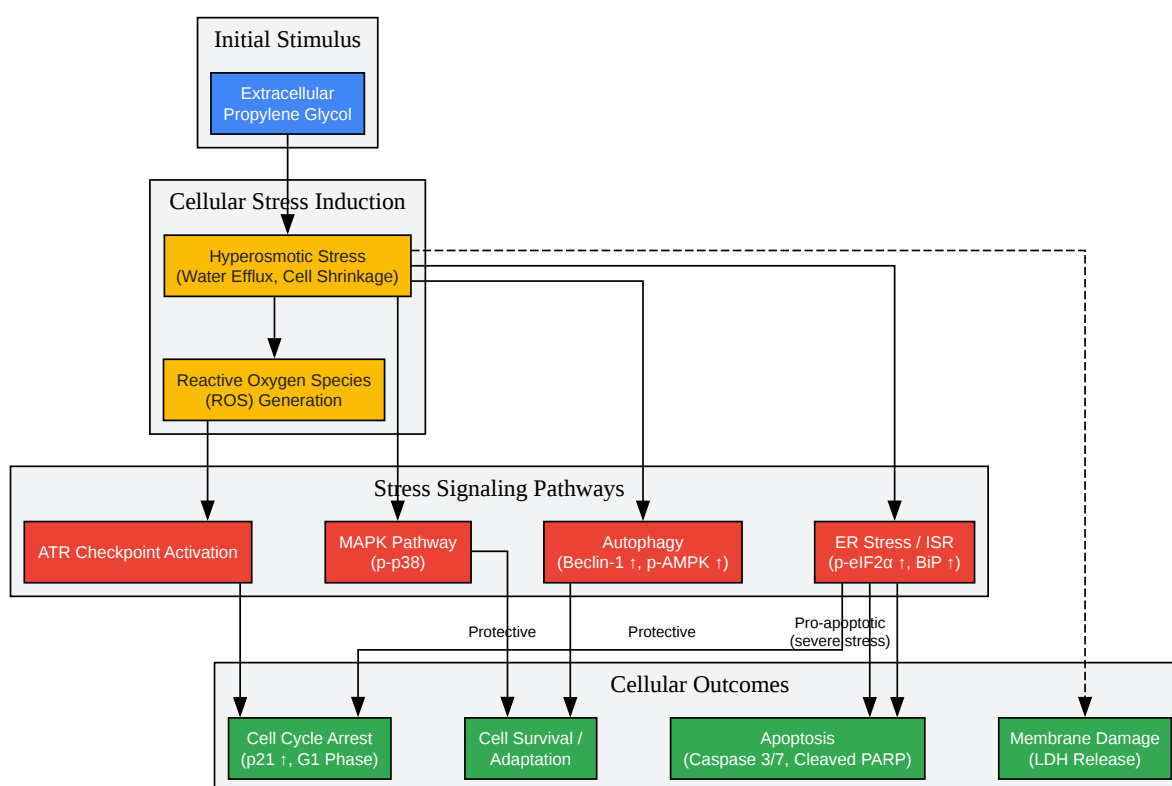 Initial Stimulus
Extracellular
Propylene Glycol
Cellular Stress Induction
Hyperosmotic Stress
(Water Efflux, Cell Shrinkage)
Reactive Oxygen Species
(ROS) Generation
Stress Signaling Pathways
ATR Checkpoint Activation
MAPK Pathway
(p-p38)
Autophagy
(Beclin-1 ↑, p-AMPK ↑)
ER Stress / ISR
(p-eIF2α ↑, BiP ↑)
Protective
Protective
Pro-apoptotic
(severe stress)
Cellular Outcomes
Cell Cycle Arrest
(p21 ↑, G1 Phase)
Cell Survival /
Adaptation
Apoptosis
(Caspase 3/7, Cleaved PARP)
Membrane Damage
(LDH Release)